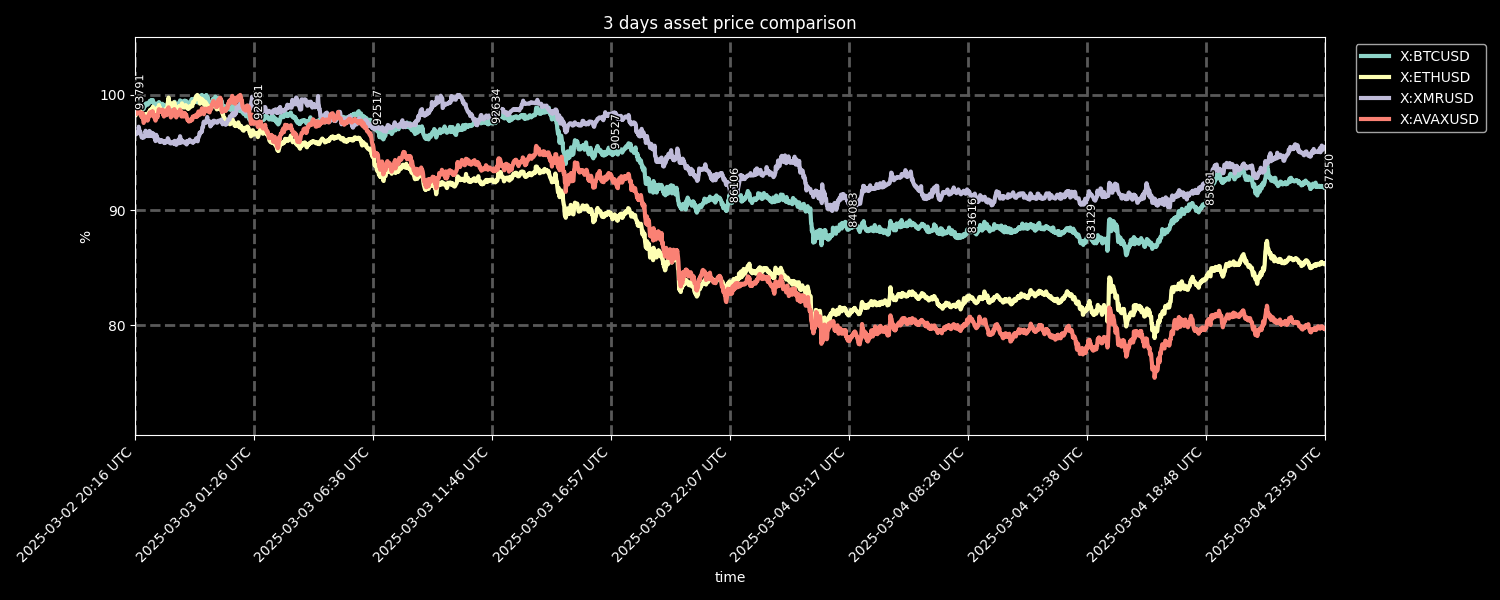 3 days asset price comparison
X:BTCUSD
X:ETHUSD
X:XMRUSD
X:AVAXUSD
100
90
80
%
93791
92981
92517
92634
90527
86106
84083
83616
83129
85881
87250
2025-03-02 20:16 UTC
2025-03-03 01:26 UTC
2025-03-03 06:36 UTC
2025-03-03 11:46 UTC
2025-03-03 16:57 UTC
2025-03-03 22:07 UTC
2025-03-04 03:17 UTC
2025-03-04 08:28 UTC
2025-03-04 13:38 UTC
2025-03-04 18:48 UTC
2025-03-04 23:59 UTC
time